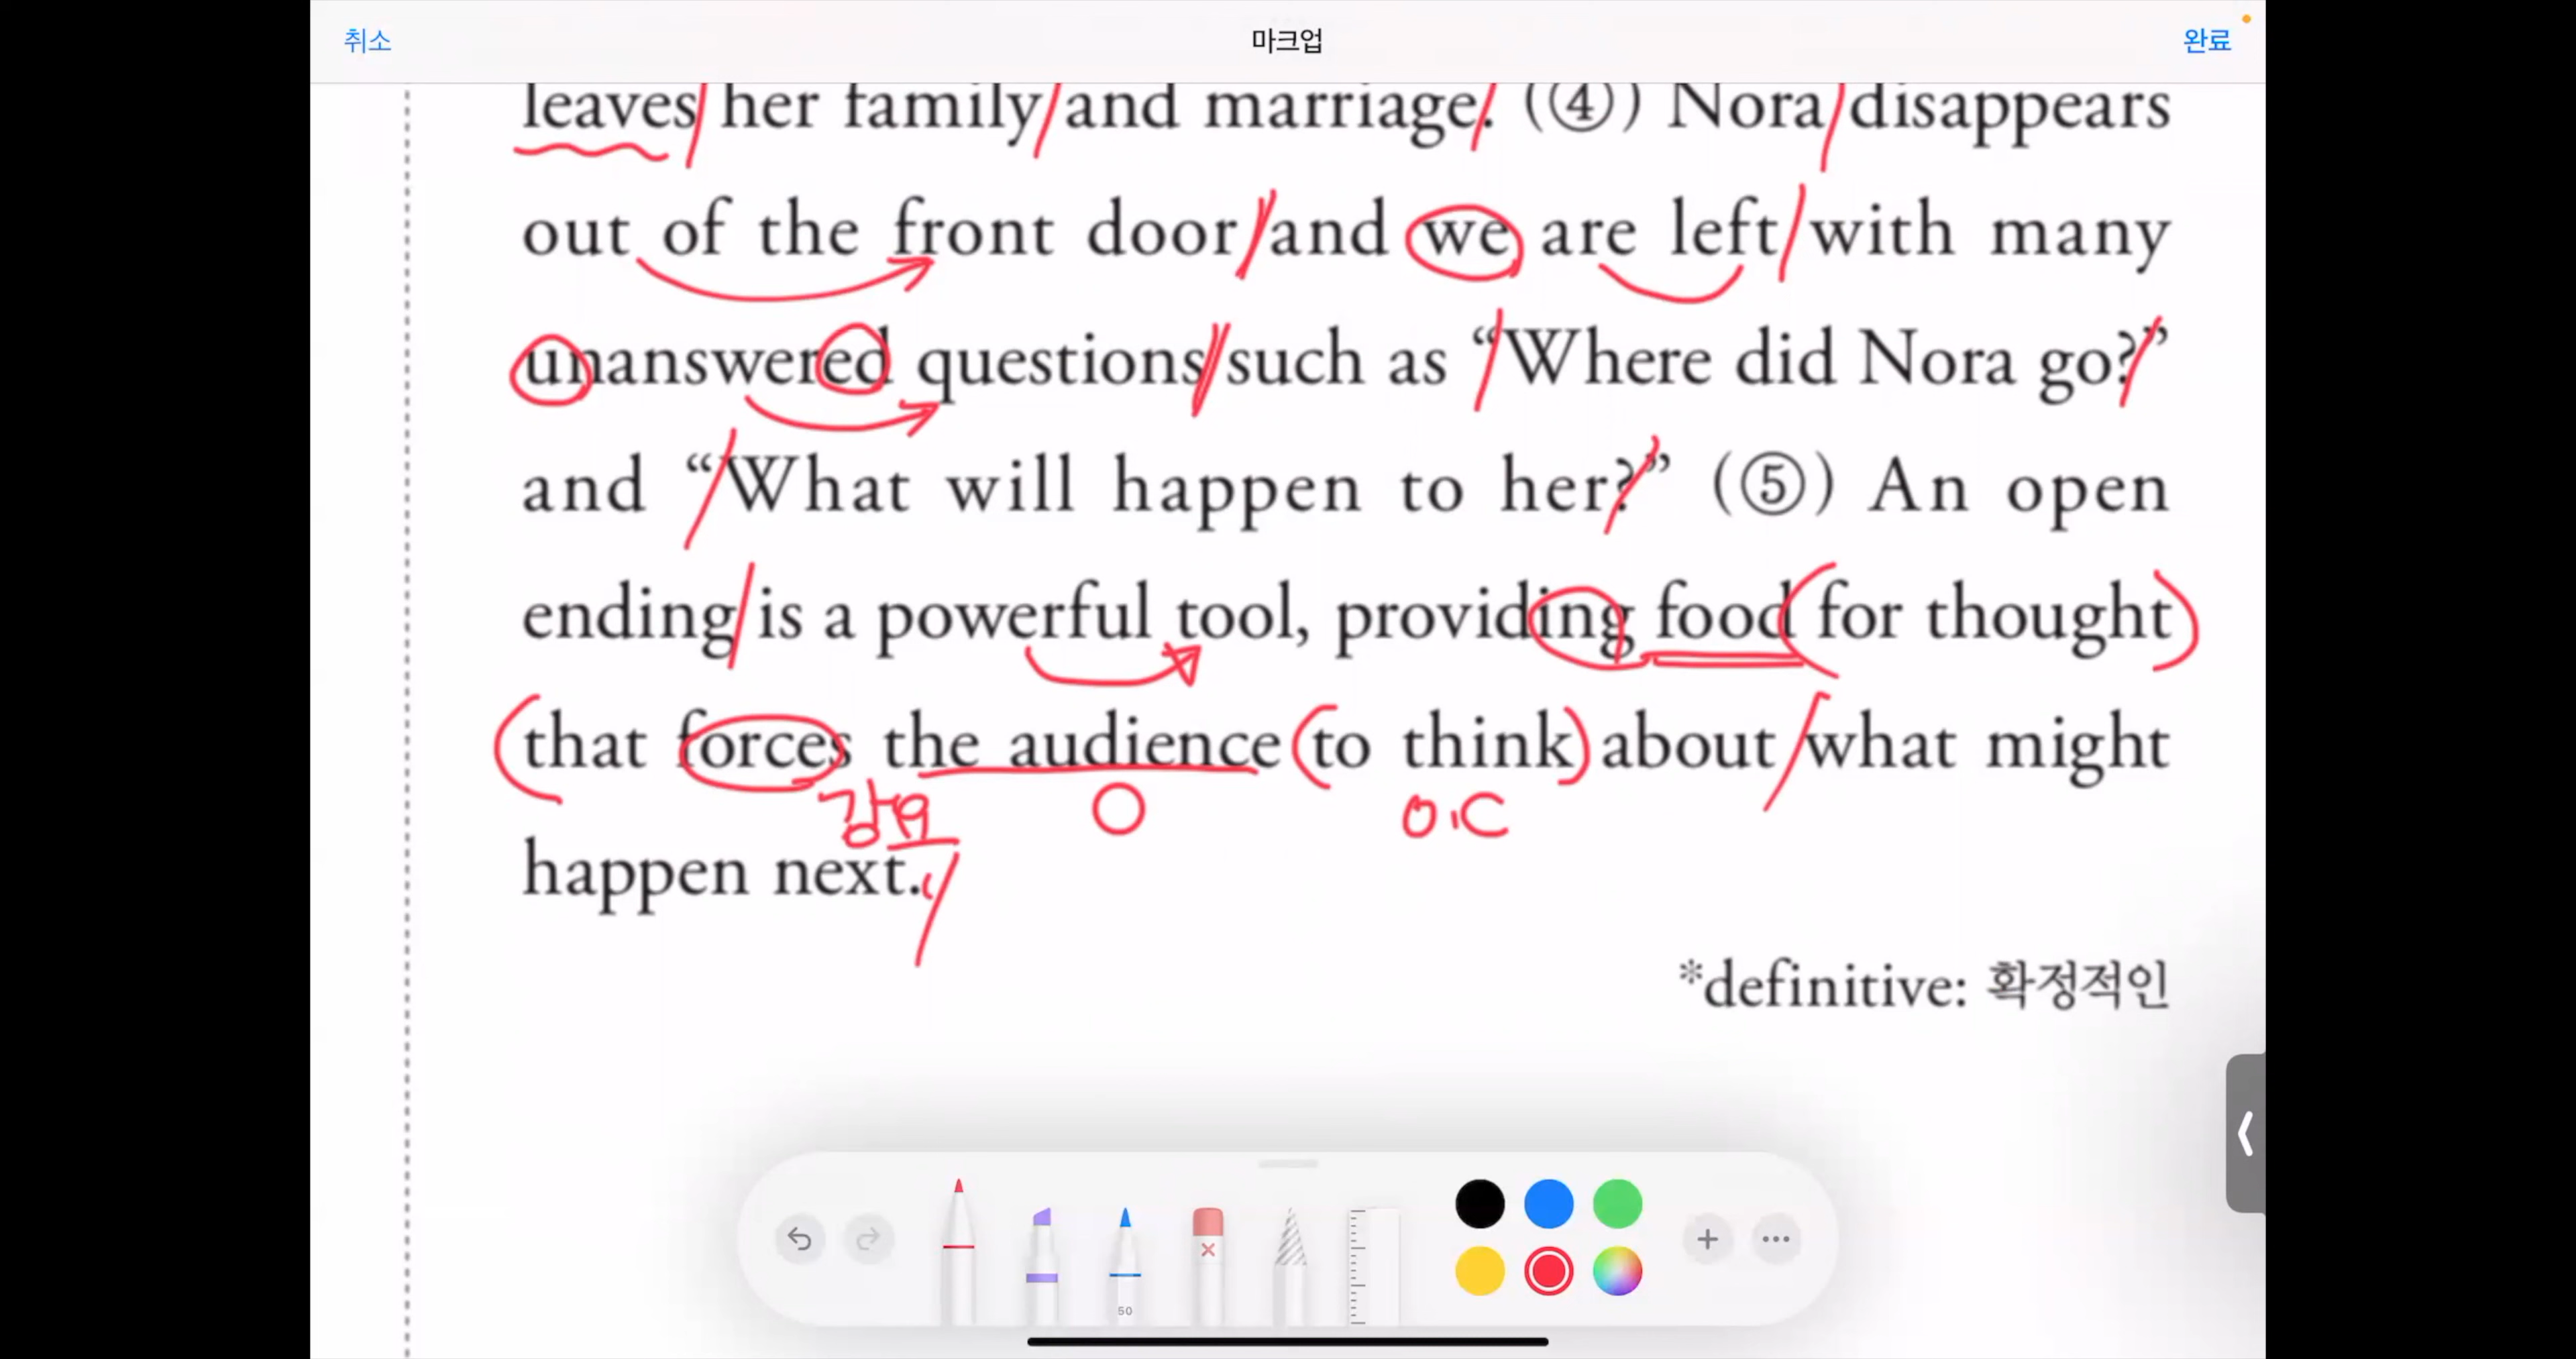 취소 마크업 완료
leaves her family and marriage. (④) Nora disappears
out of the front door and we are left with many
unanswered questions such as “Where did Nora go?”
and “What will happen to her?” (⑤) An open
ending is a powerful tool, providing food for thought
that forces the audience to think about what might
강요 O O.C
happen next.
*definitive: 확정적인
50